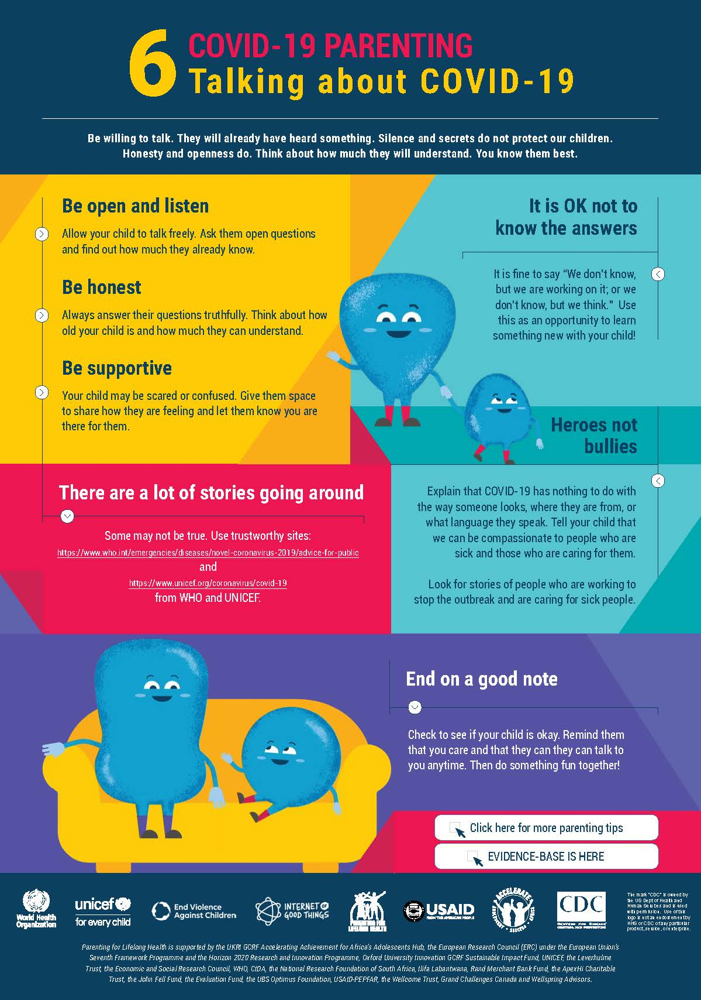 6
COVID-19 PARENTING
Talking about COVID-19
Be willing to talk. They will already have heard something. Silence and secrets do not protect our children.
Honesty and openness do. Think about how much they will understand. You know them best.
Be open and listen
Allow your child to talk freely. Ask them open questions
and find out how much they already know.
Be honest
Always answer their questions truthfully. Think about how
old your child is and how much they can understand.
Be supportive
Your child may be scared or confused. Give them space
to share how they are feeling and let them know you are
there for them.
It is OK not to
know the answers
It is fine to say “We don't know,
but we are working on it; or we
don't know, but we think.” Use
this as an opportunity to learn
something new with your child!
Heroes not
bullies
Explain that COVID-19 has nothing to do with
the way someone looks, where they are from, or
what language they speak. Tell your child that
we can be compassionate to people who are
sick and those who are caring for them.
Look for stories of people who are working to
stop the outbreak and are caring for sick people.
There are a lot of stories going around
Some may not be true. Use trustworthy sites:
https://www.who.int/emergencies/diseases/novel-coronavirus-2019/advice-for-public
and
https://www.unicef.org/coronavirus/covid-19
from WHO and UNICEF.
End on a good note
Check to see if your child is okay. Remind them
that you care and that they can they can talk to
you anytime. Then do something fun together!
Click here for more parenting tips
EVIDENCE-BASE IS HERE
World Health
Organization
unicef
for every child
End Violence
Against Children
INTERNET OF
GOOD THINGS
PARENTING FOR
LIFELONG HEALTH
USAID
FROM THE AMERICAN PEOPLE
ACCELERATE
SUCCESS
CDC
CONTROL AND PREVENTION
The mark "CDC" is owned by
the US Dept of Health and
Human Services and is used
with permission. Use of this
logo is not an endorsement by
HHS or CDC of any particular
product, service, or enterprise.
Parenting for Lifelong Health is supported by the UKRI GCRF Accelerating Achievement for Africa's Adolescents Hub, the European Research Council (ERC) under the European Union's
Seventh Framework Programme and the Horizon 2020 Research and Innovation Programme, Oxford University Innovation GCRF Sustainable Impact Fund, UNICEF, the Leverhulme
Trust, the Economic and Social Research Council, WHO, CIDA, the National Research Foundation of South Africa, Ilifa Labantwana, Rand Merchant Bank Fund, the ApexHi Charitable
Trust, the John Fell Fund, the Evaluation Fund, the UBS Optimus Foundation, USAID-PEPFAR, the Wellcome Trust, Grand Challenges Canada and Wellspring Advisors.